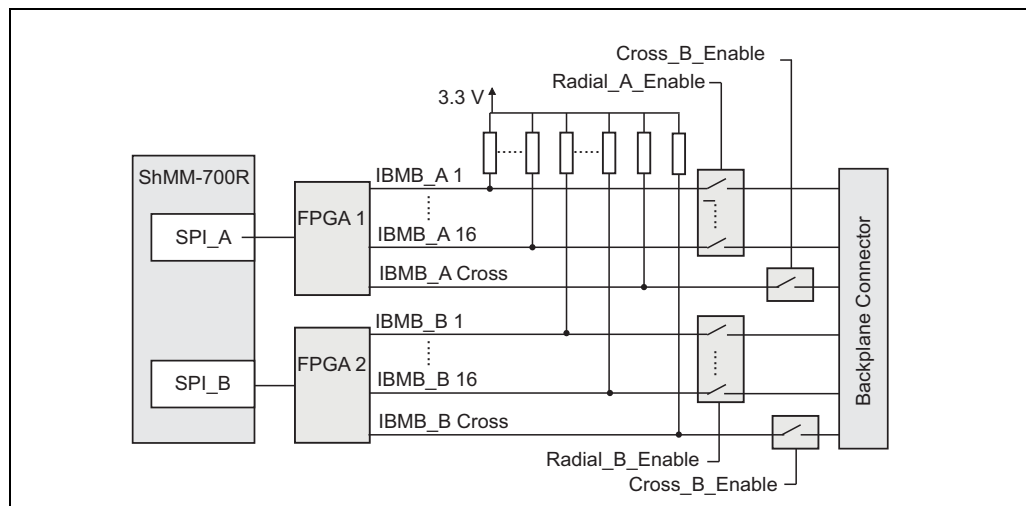 Cross_B_Enable
Radial_A_Enable
3.3 V
ShMM-700R
SPI_A
FPGA 1
IBMB_A 1
IBMB_A 16
IBMB_A Cross
SPI_B
FPGA 2
IBMB_B 1
IBMB_B 16
IBMB_B Cross
Backplane Connector
Radial_B_Enable
Cross_B_Enable